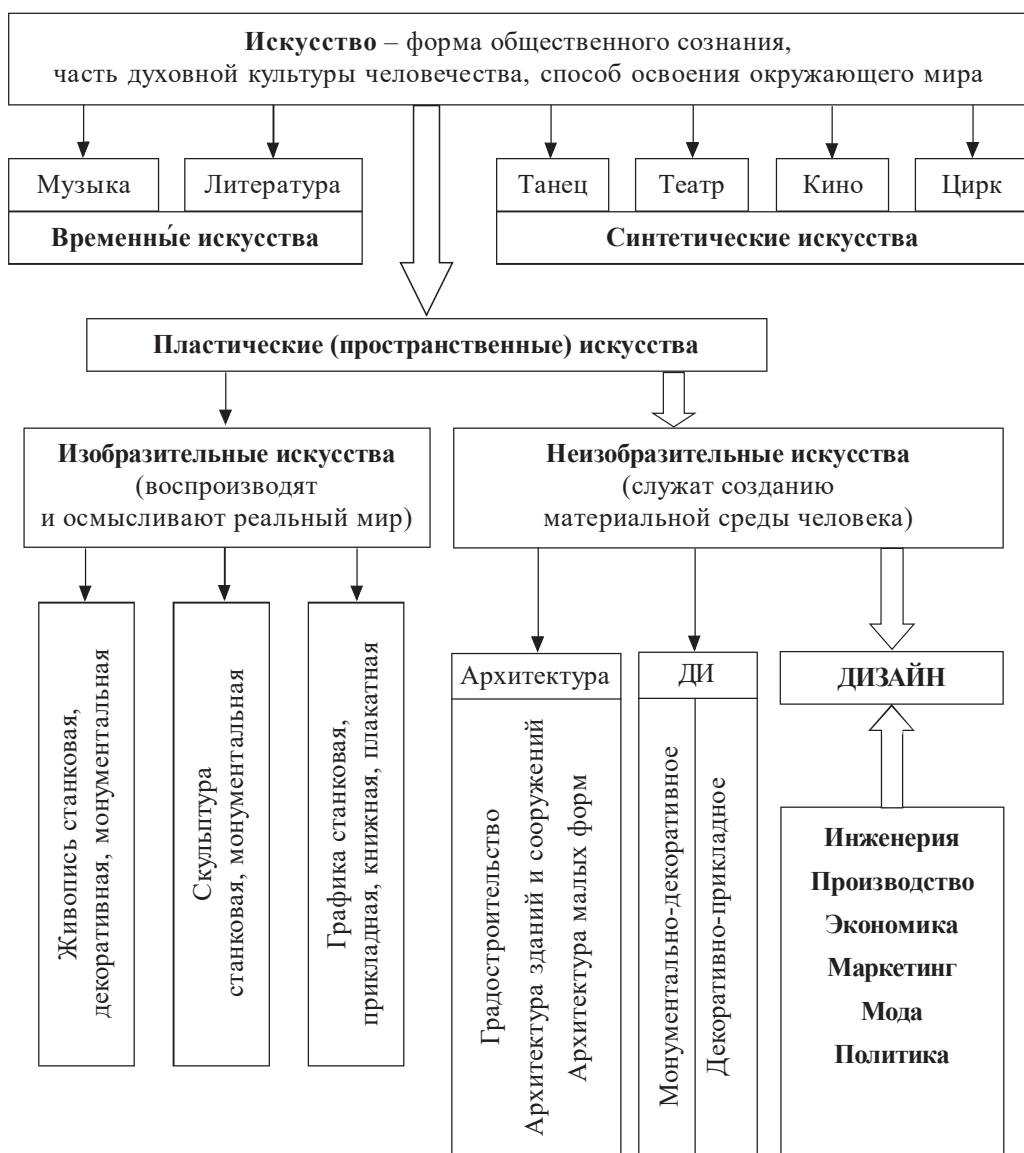 Искусство – форма общественного сознания,
часть духовной культуры человечества, способ освоения окружающего мира
Музыка
Литература
Временны́е искусства
Танец
Театр
Кино
Цирк
Синтетические искусства
Пластические (пространственные) искусства
Изобразительные искусства
(воспроизводят
и осмысливают реальный мир)
Неизобразительные искусства
(служат созданию
материальной среды человека)
Живопись станковая,
декоративная, монументальная
Скульптура
станковая, монументальная
Графика станковая,
прикладная, книжная, плакатная
Архитектура
Градостроительство
Архитектура зданий и сооружений
Архитектура малых форм
ДИ
Монументально-декоративное
Декоративно-прикладное
ДИЗАЙН
Инженерия
Производство
Экономика
Маркетинг
Мода
Политика